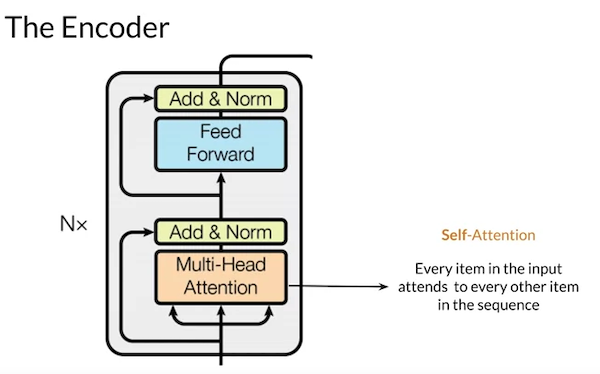 The Encoder
Add & Norm
Feed
Forward
Nx
Add & Norm
Multi-Head
Attention
Self-Attention
Every item in the input
attends to every other item
in the sequence